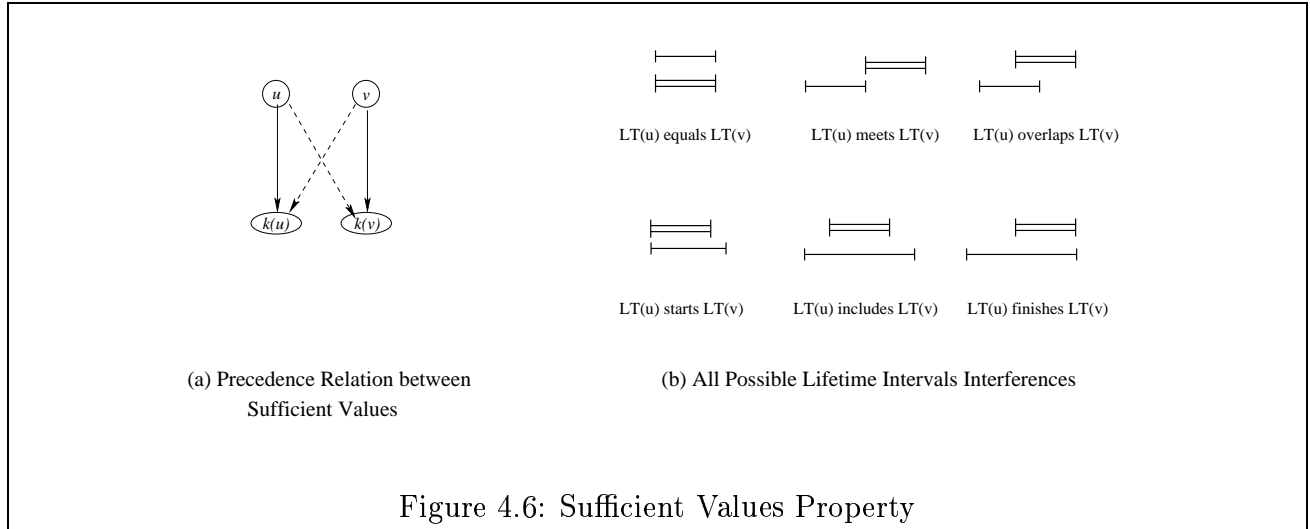 u
v
k(u)
k(v)
(a) Precedence Relation between
Sufficient Values
LT(u) equals LT(v)
LT(u) meets LT(v)
LT(u) overlaps LT(v)
LT(u) starts LT(v)
LT(u) includes LT(v)
LT(u) finishes LT(v)
(b) All Possible Lifetime Intervals Interferences
Figure 4.6: Sufficient Values Property